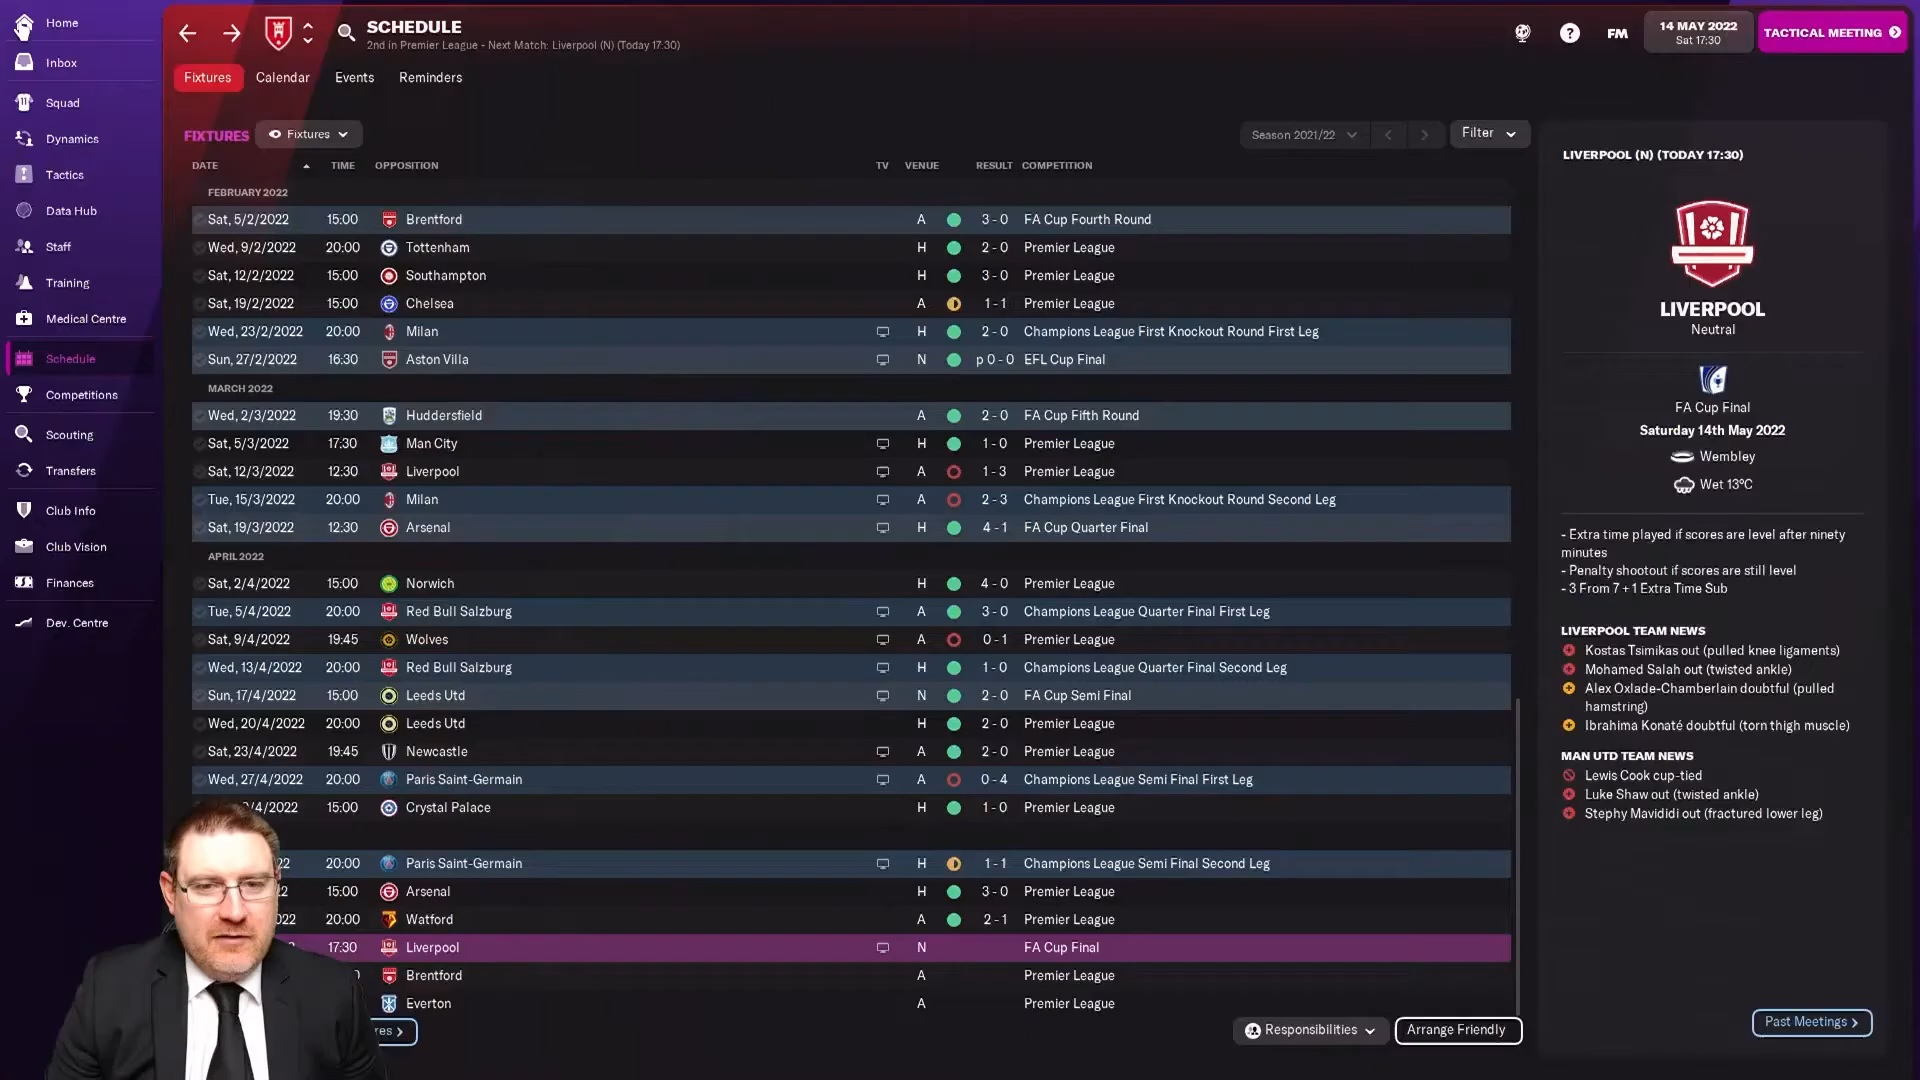 Home
Inbox
Squad
Dynamics
Tactics
Data Hub
Staff
Training
Medical Centre
Schedule
Competitions
Scouting
Transfers
Club Info
Club Vision
Finances
Dev. Centre
SCHEDULE
2nd in Premier League - Next Match: Liverpool (N) (Today 17:30)
FM
14 MAY 2022
Sat 17:30
TACTICAL MEETING
Fixtures Calendar Events Reminders
FIXTURES Fixtures Season 2021/22 Filter
DATE TIME OPPOSITION TV VENUE RESULT COMPETITION
FEBRUARY 2022
Sat, 5/2/2022 15:00 Brentford A 3 - 0 FA Cup Fourth Round
Wed, 9/2/2022 20:00 Tottenham H 2 - 0 Premier League
Sat, 12/2/2022 15:00 Southampton H 3 - 0 Premier League
Sat, 19/2/2022 15:00 Chelsea A 1 - 1 Premier League
Wed, 23/2/2022 20:00 Milan H 2 - 0 Champions League First Knockout Round First Leg
Sun, 27/2/2022 16:30 Aston Villa N p 0 - 0 EFL Cup Final
MARCH 2022
Wed, 2/3/2022 19:30 Huddersfield A 2 - 0 FA Cup Fifth Round
Sat, 5/3/2022 17:30 Man City H 1 - 0 Premier League
Sat, 12/3/2022 12:30 Liverpool A 1 - 3 Premier League
Tue, 15/3/2022 20:00 Milan A 2 - 3 Champions League First Knockout Round Second Leg
Sat, 19/3/2022 12:30 Arsenal H 4 - 1 FA Cup Quarter Final
APRIL 2022
Sat, 2/4/2022 15:00 Norwich H 4 - 0 Premier League
Tue, 5/4/2022 20:00 Red Bull Salzburg A 3 - 0 Champions League Quarter Final First Leg
Sat, 9/4/2022 19:45 Wolves A 0 - 1 Premier League
Wed, 13/4/2022 20:00 Red Bull Salzburg H 1 - 0 Champions League Quarter Final Second Leg
Sun, 17/4/2022 15:00 Leeds Utd N 2 - 0 FA Cup Semi Final
Wed, 20/4/2022 20:00 Leeds Utd H 2 - 0 Premier League
Sat, 23/4/2022 19:45 Newcastle A 2 - 0 Premier League
Wed, 27/4/2022 20:00 Paris Saint-Germain A 0 - 4 Champions League Semi Final First Leg
/4/2022 15:00 Crystal Palace H 1 - 0 Premier League
22 20:00 Paris Saint-Germain H 1 - 1 Champions League Semi Final Second Leg
2 15:00 Arsenal H 3 - 0 Premier League
022 20:00 Watford A 2 - 1 Premier League
17:30 Liverpool N FA Cup Final
Brentford A Premier League
Everton A Premier League
res
Responsibilities Arrange Friendly
LIVERPOOL (N) (TODAY 17:30)
LIVERPOOL
Neutral
FA Cup Final
Saturday 14th May 2022
Wembley
Wet 13°C
- Extra time played if scores are level after ninety
minutes
- Penalty shootout if scores are still level
- 3 From 7 + 1 Extra Time Sub
LIVERPOOL TEAM NEWS
Kostas Tsimikas out (pulled knee ligaments)
Mohamed Salah out (twisted ankle)
Alex Oxlade-Chamberlain doubtful (pulled
hamstring)
Ibrahima Konaté doubtful (torn thigh muscle)
MAN UTD TEAM NEWS
Lewis Cook cup-tied
Luke Shaw out (twisted ankle)
Stephy Mavididi out (fractured lower leg)
Past Meetings